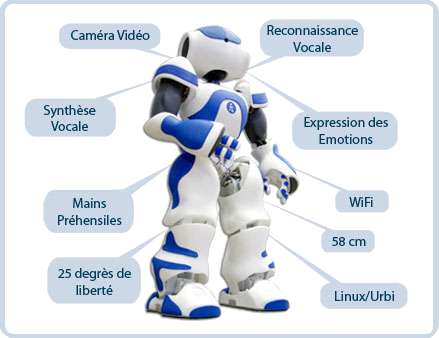 Caméra Vidéo
Reconnaissance
Vocale
Synthèse
Vocale
Expression des
Emotions
Mains
Préhensiles
WiFi
58 cm
25 degrès de
liberté
Linux/Urbi